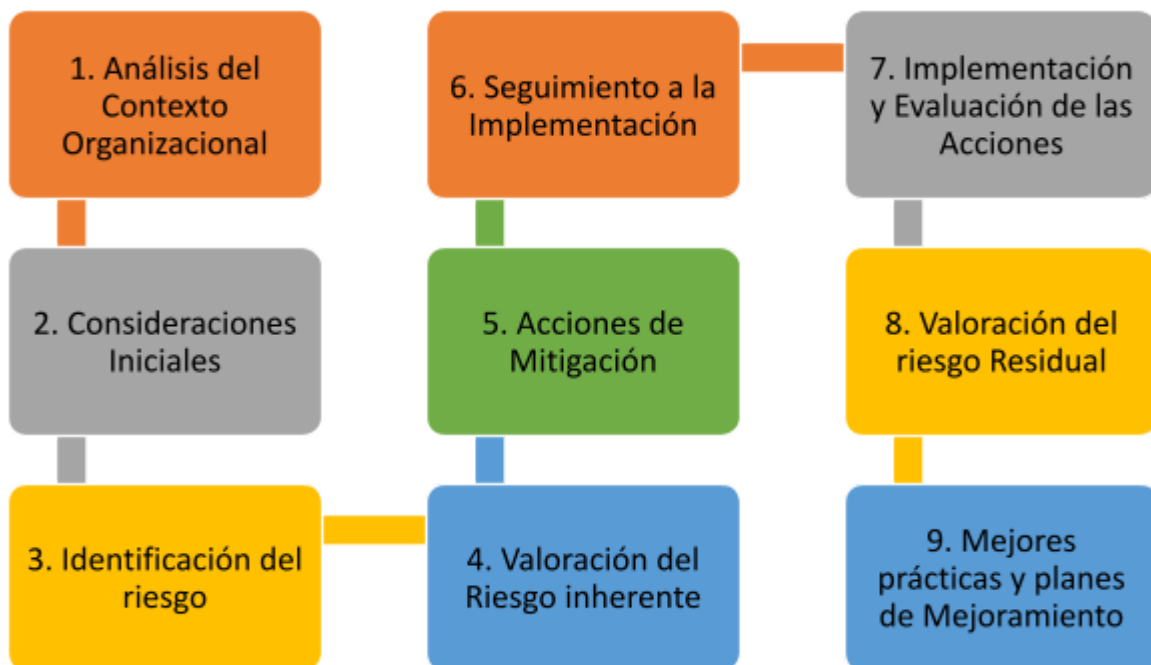 1. Análisis del
Contexto
Organizacional
2. Consideraciones
Iniciales
3. Identificación del
riesgo
4. Valoración del
Riesgo inherente
5. Acciones de
Mitigación
6. Seguimiento a la
Implementación
7. Implementación
y Evaluación de las
Acciones
8. Valoración del
riesgo Residual
9. Mejores
prácticas y planes
de Mejoramiento